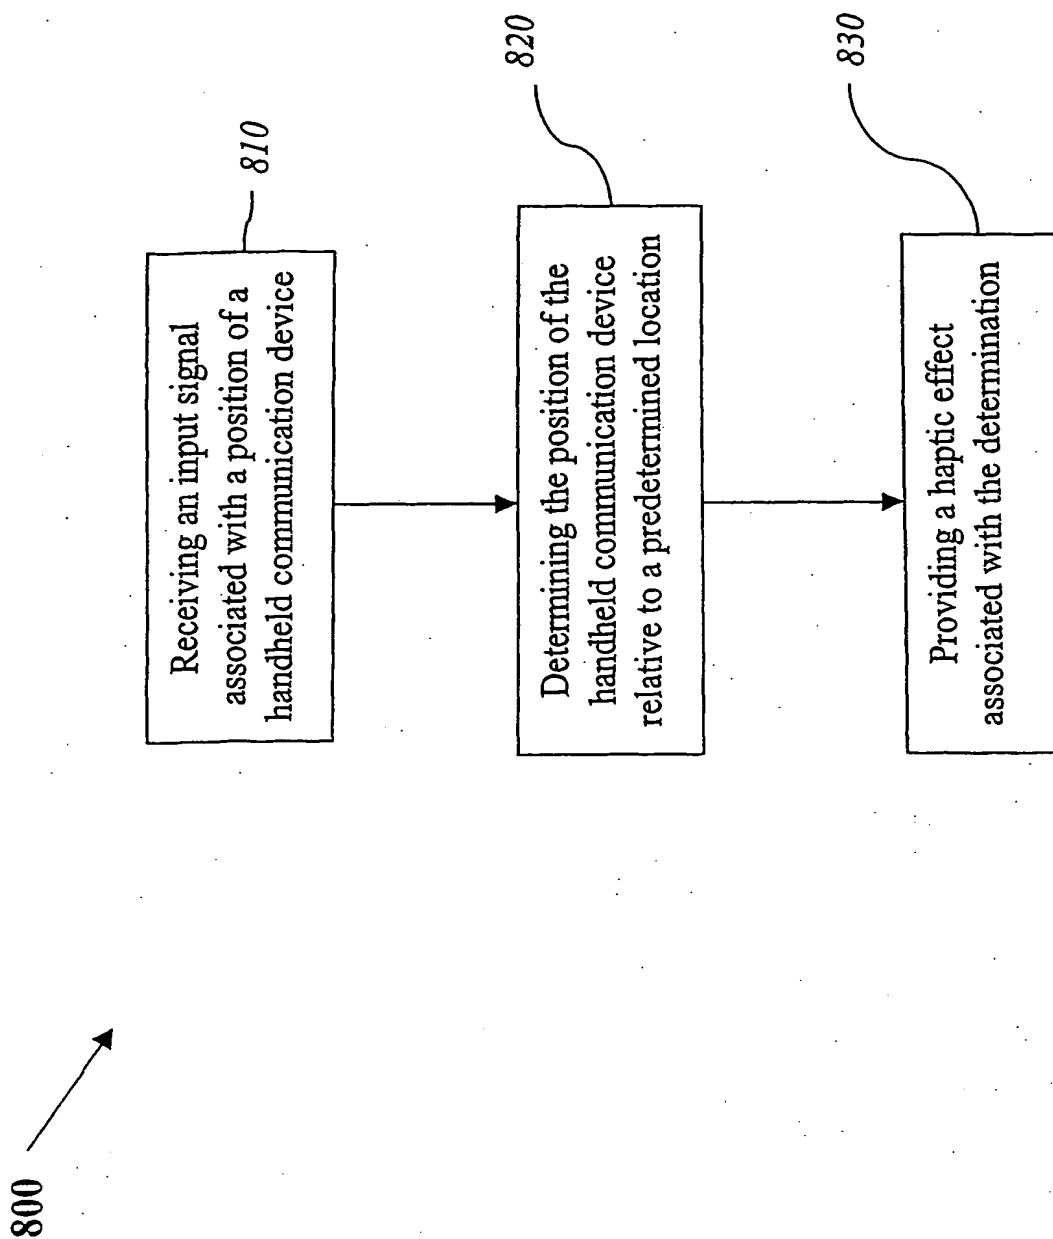 800
Receiving an input signal
associated with a position of a
handheld communication device
810
Determining the position of the
handheld communication device
relative to a predetermined location
820
Providing a haptic effect
associated with the determination
830